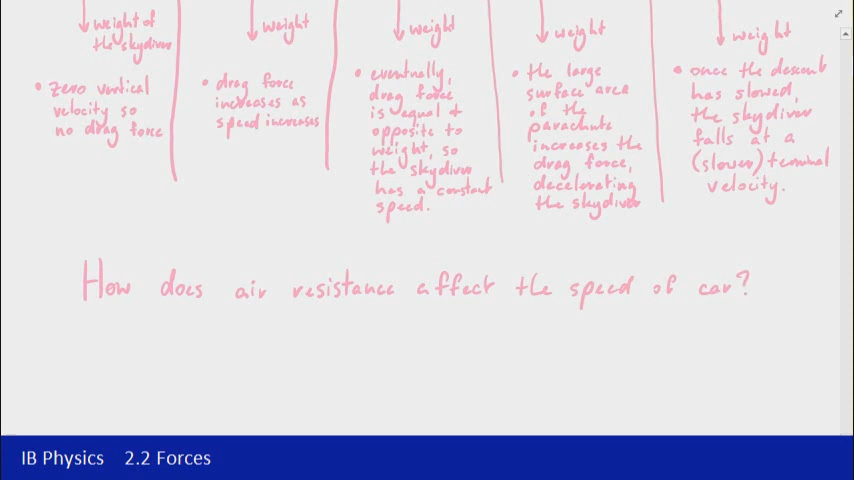 weight of
the skydiver
• zero vertical
velocity so
no drag force
weight
• drag force
increases as
speed increases
weight
• eventually,
drag force
is equal &
opposite to
weight, so
the skydiver
has a constant
speed.
weight
• the large
surface area
of the
parachute
increases the
drag force,
decelerating
the skydiver
weight
• once the descent
has slowed,
the skydiver
falls at a
(slower) terminal
velocity.
How does air resistance affect the speed of car?
IB Physics 2.2 Forces